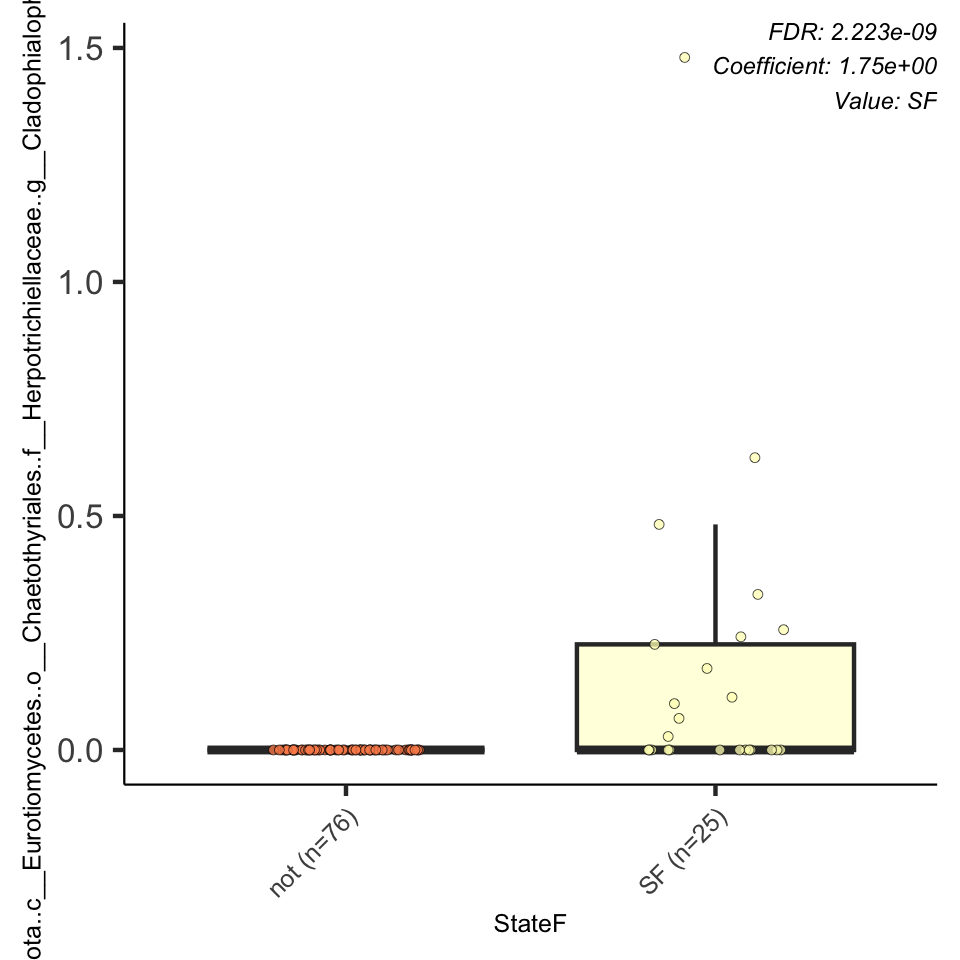 FDR: 2.223e-09
Coefficient: 1.75e+00
Value: SF
ota..c__Eurotiomycetes..o__Chaetothyriales..f__Herpotrichiellaceae..g__Cladophialoph
1.5
1.0
0.5
0.0
not (n=76)
SF (n=25)
StateF